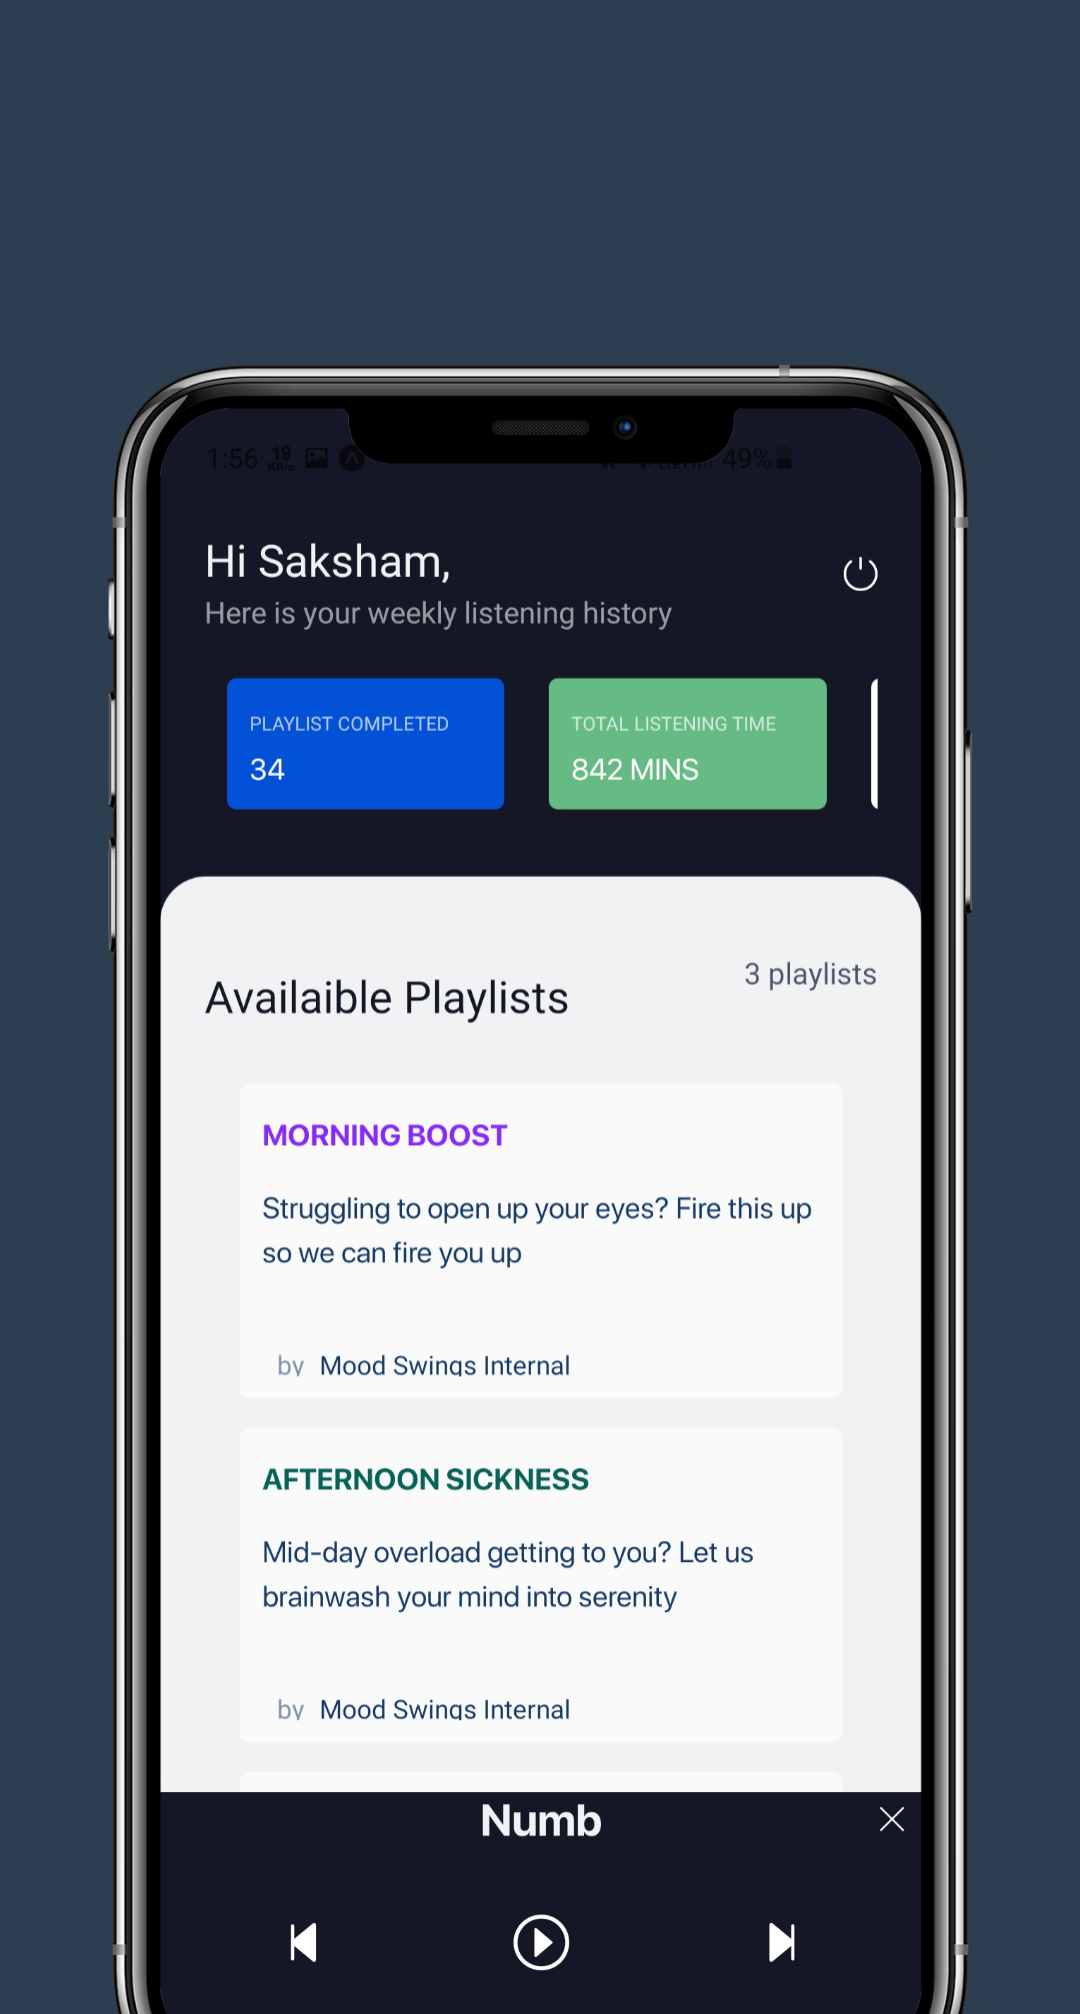 1:56 19 KB/s 49%
Hi Saksham,
Here is your weekly listening history
PLAYLIST COMPLETED
34
TOTAL LISTENING TIME
842 MINS
Availaible Playlists
3 playlists
MORNING BOOST
Struggling to open up your eyes? Fire this up
so we can fire you up
by Mood Swings Internal
AFTERNOON SICKNESS
Mid-day overload getting to you? Let us
brainwash your mind into serenity
by Mood Swings Internal
Numb